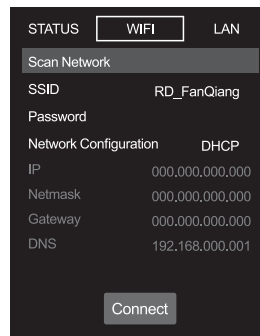 STATUS WIFI LAN
Scan Network
SSID RD_FanQiang
Password
Network Configuration DHCP
IP 000.000.000.000
Netmask 000.000.000.000
Gateway 000.000.000.000
DNS 192.168.000.001
Connect